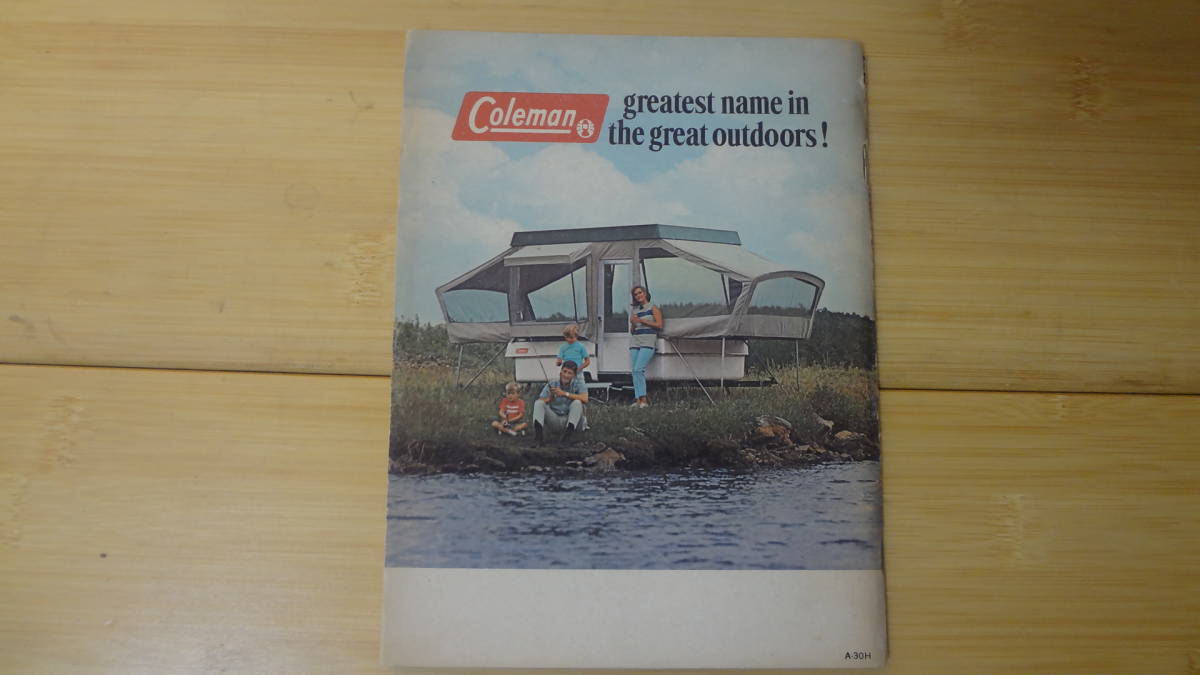 Coleman
greatest name in
the great outdoors!
A-30H